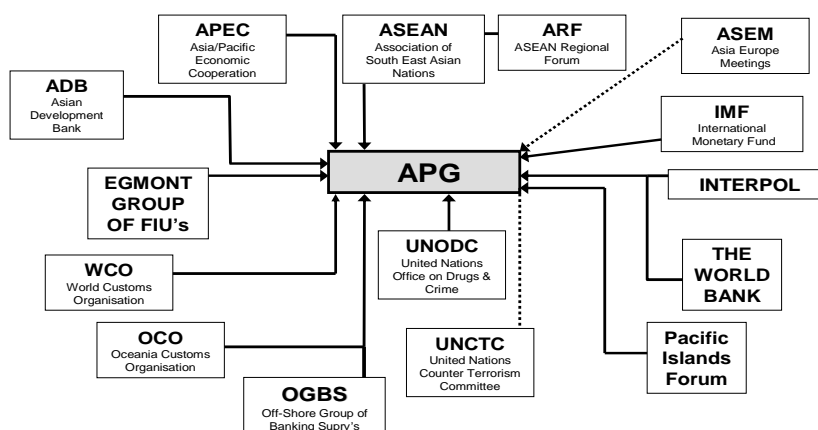 APEC
Asia/Pacific
Economic
Cooperation
ASEAN
Association of
South East Asian
Nations
ARF
ASEAN Regional
Forum
ASEM
Asia Europe
Meetings
ADB
Asian
Development
Bank
IMF
International
Monetary Fund
APG
EGMONT
GROUP
OF FIU's
INTERPOL
UNODC
United Nations
Office on Drugs &
Crime
WCO
World Customs
Organisation
THE
WORLD
BANK
OCO
Oceania Customs
Organisation
UNCTC
United Nations
Counter Terrorism
Committee
Pacific
Islands
Forum
OGBS
Off-Shore Group of
Banking Supry's